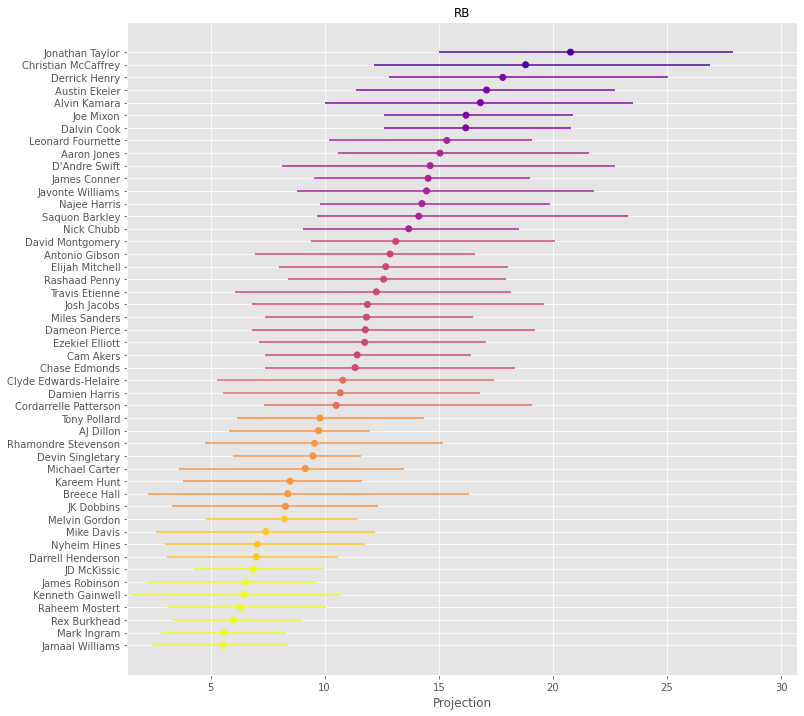 RB
Jonathan Taylor
Christian McCaffrey
Derrick Henry
Austin Ekeler
Alvin Kamara
Joe Mixon
Dalvin Cook
Leonard Fournette
Aaron Jones
D'Andre Swift
James Conner
Javonte Williams
Najee Harris
Saquon Barkley
Nick Chubb
David Montgomery
Antonio Gibson
Elijah Mitchell
Rashaad Penny
Travis Etienne
Josh Jacobs
Miles Sanders
Dameon Pierce
Ezekiel Elliott
Cam Akers
Chase Edmonds
Clyde Edwards-Helaire
Damien Harris
Cordarrelle Patterson
Tony Pollard
AJ Dillon
Rhamondre Stevenson
Devin Singletary
Michael Carter
Kareem Hunt
Breece Hall
JK Dobbins
Melvin Gordon
Mike Davis
Nyheim Hines
Darrell Henderson
JD McKissic
James Robinson
Kenneth Gainwell
Raheem Mostert
Rex Burkhead
Mark Ingram
Jamaal Williams
5 10 15 20 25 30
Projection